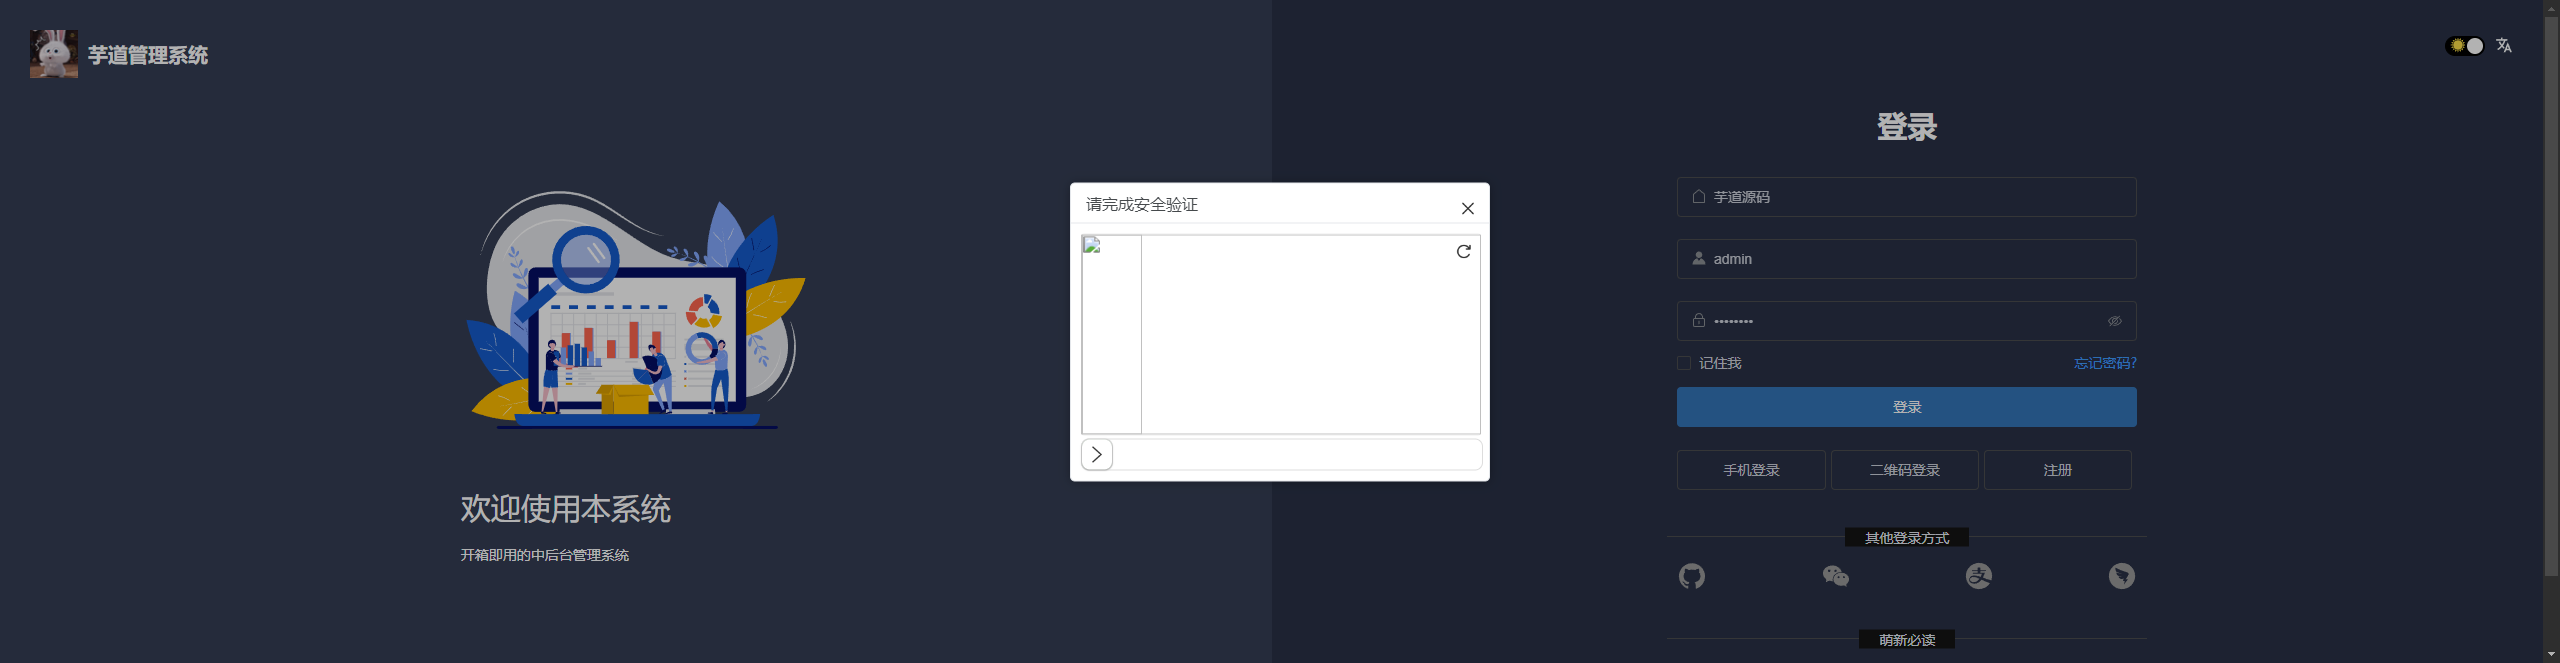 芋道管理系统
欢迎使用本系统
开箱即用的中后台管理系统
请完成安全验证
登录
芋道源码
admin
••••••••
记住我
忘记密码?
登录
手机登录
二维码登录
注册
其他登录方式
萌新必读